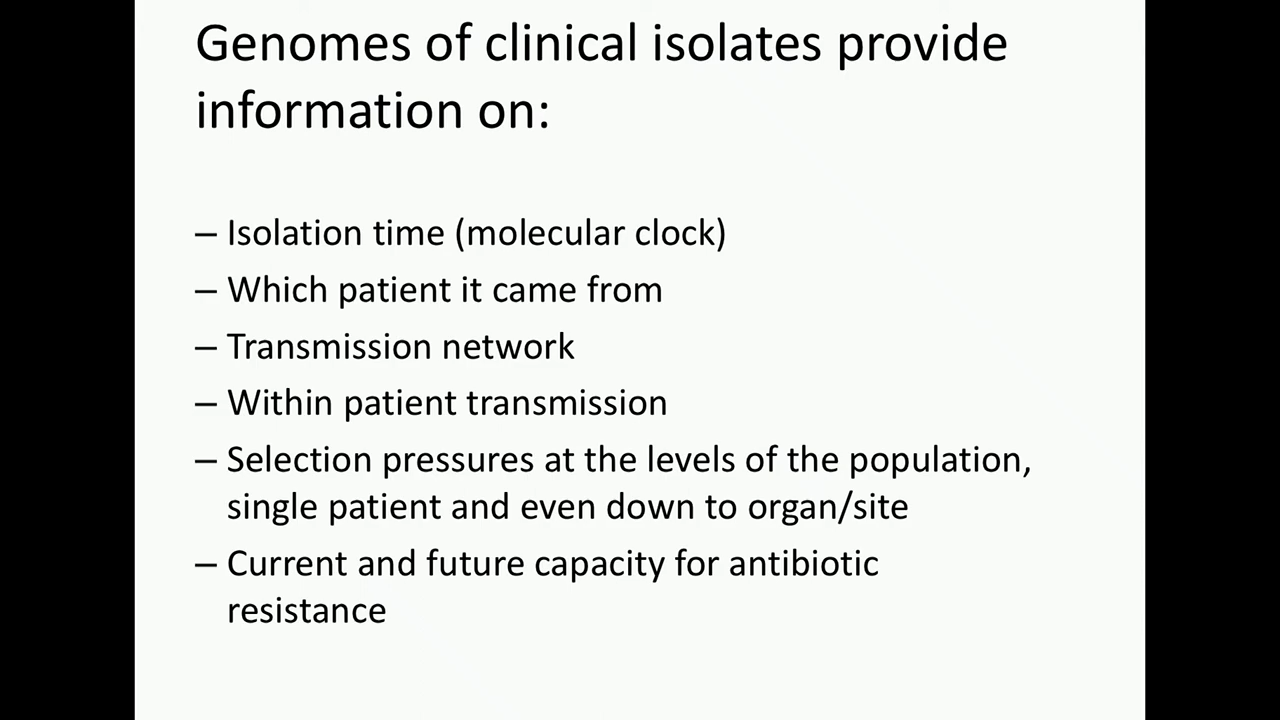 Genomes of clinical isolates provide
information on:
– Isolation time (molecular clock)
– Which patient it came from
– Transmission network
– Within patient transmission
– Selection pressures at the levels of the population,
single patient and even down to organ/site
– Current and future capacity for antibiotic
resistance